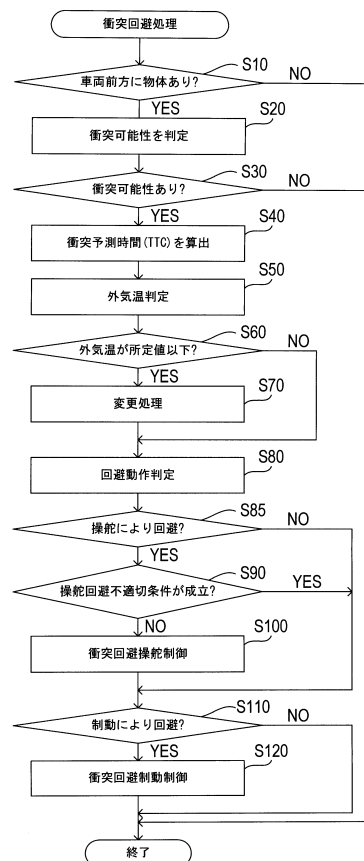 衝突回避処理
S10
車両前方に物体あり?
NO
YES
S20
衝突可能性を判定
S30
衝突可能性あり?
NO
YES
S40
衝突予測時間(TTC)を算出
S50
外気温判定
S60
外気温が所定値以下?
NO
YES
S70
変更処理
S80
回避動作判定
S85
操舵により回避?
NO
YES
S90
操舵回避不適切条件が成立?
YES
NO
S100
衝突回避操舵制御
S110
制動により回避?
NO
YES
S120
衝突回避制動制御
終了